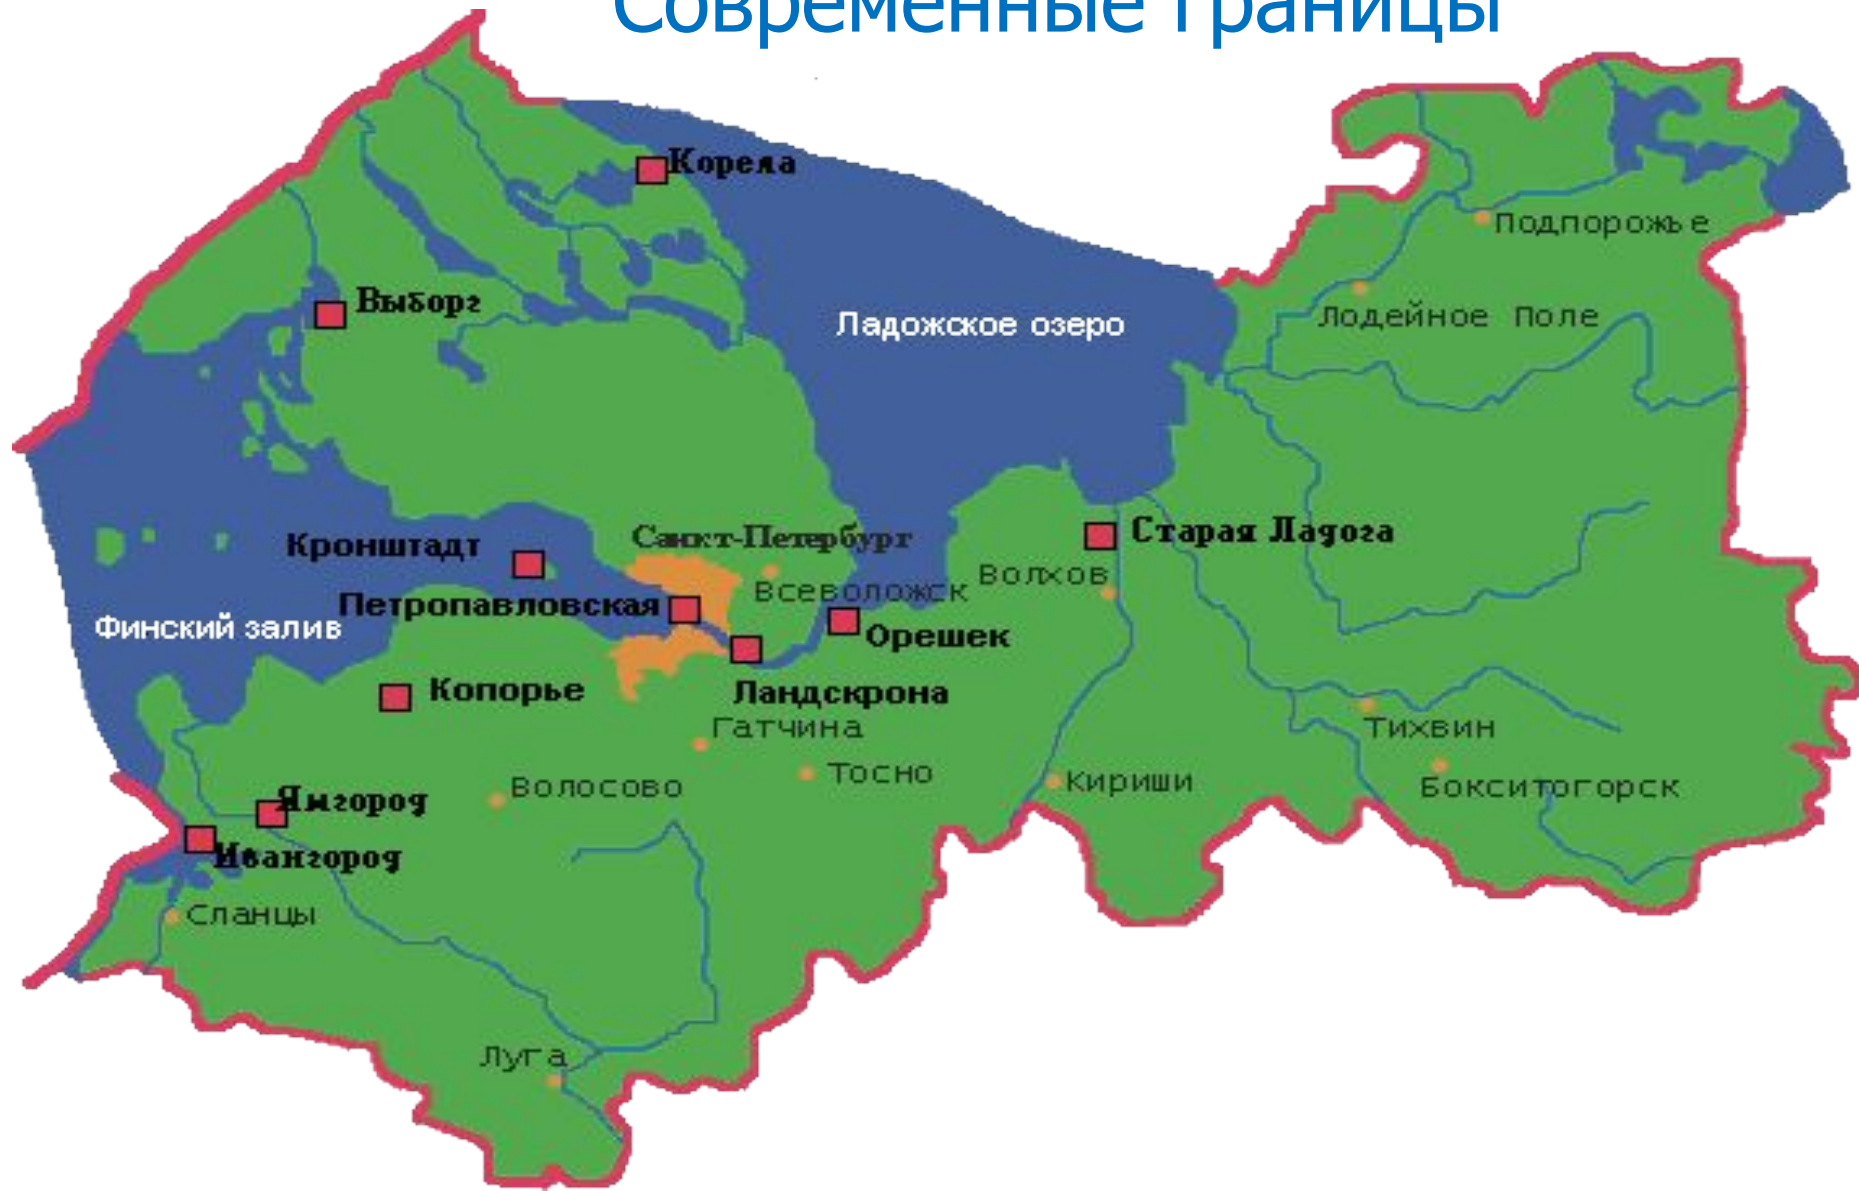 Современные границы
Корела
Подпорожье
Выборг
Ладожское озеро
Лодейное Поле
Старая Ладога
Кронштадт
Санкт-Петербург
Волхов
Всеволожск
Петропавловская
Финский залив
Орешек
Копорье
Ландскрона
Гатчина
Тихвин
Тосно
Кириши
Волосово
Бокситогорск
Ямгород
Ивангород
Сланцы
Луга